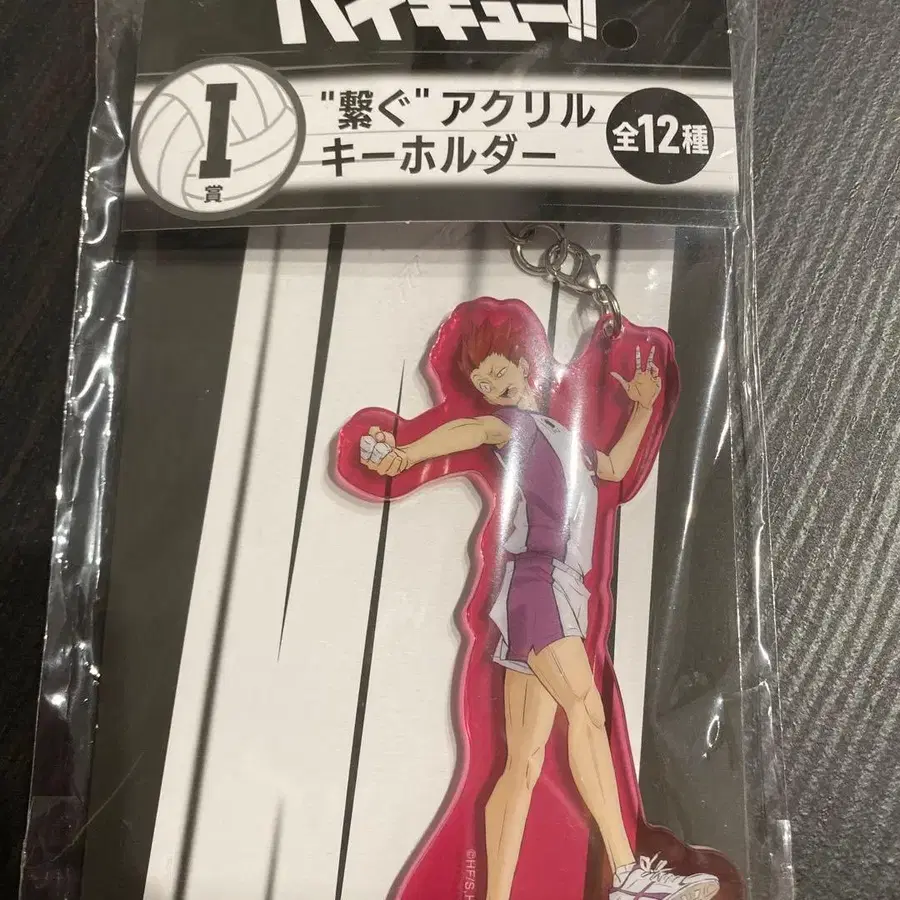 ハイキュー!!
I
賞
"繋ぐ" アクリル
キーホルダー
全12種
©HF/S.H